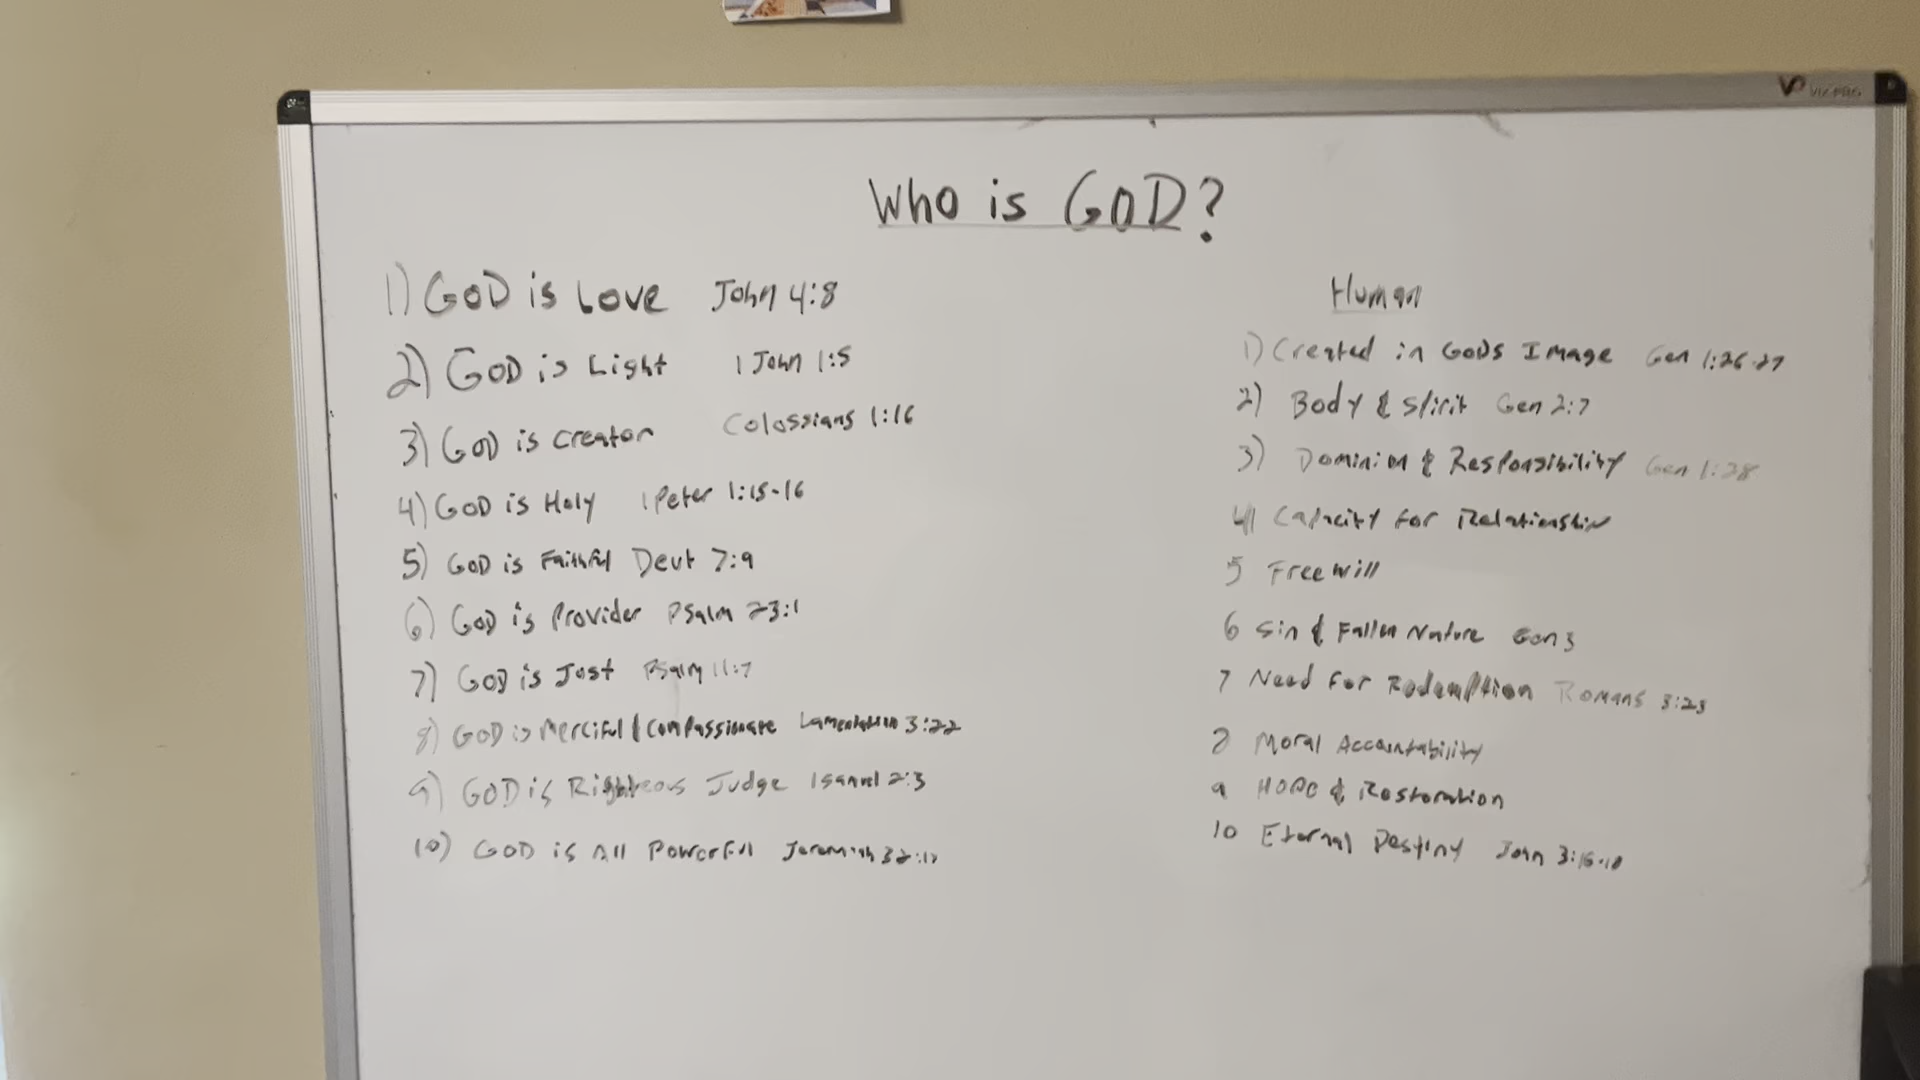 Who is GOD?
1) GOD is Love John 4:8
2) GOD is Light 1 John 1:5
3) GOD is Creator Colossians 1:16
4) GOD is Holy 1 Peter 1:15-16
5) GOD is Faithful Deut 7:9
6) GOD is Provider Psalm 23:1
7) GOD is Just Psalm 11:7
8) GOD is Merciful & Compassionate Lamentation 3:22
9) GOD is Righteous Judge 1 Samuel 2:3
10) GOD is All Powerful Jeremiah 32:17
Human
1) Created in GODS Image Gen 1:26-27
2) Body & Spirit Gen 2:7
3) Dominion & Responsibility Gen 1:28
4) Capacity for Relationship
5 Free will
6 Sin & Fallen Nature Gen 3
7 Need For Redemption Romans 3:23
8 Moral Accountability
9 HOPE & Restoration
10 Eternal Destiny John 3:16-18